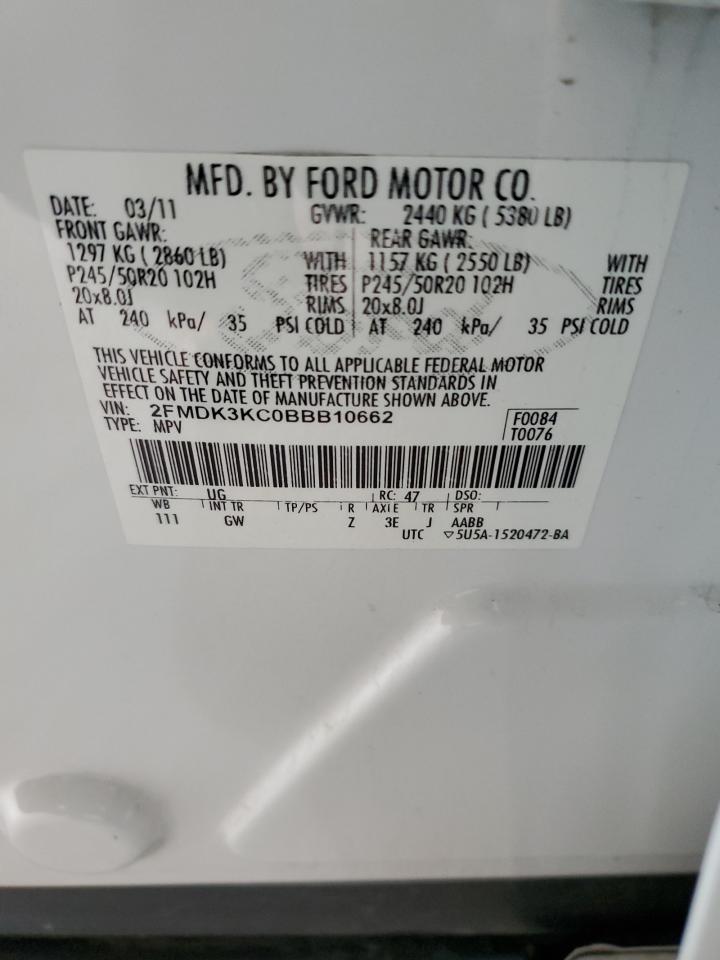 MFD. BY FORD MOTOR CO.
DATE: 03/11 GVWR: 2440 KG ( 5380 LB)
FRONT GAWR: REAR GAWR:
1297 KG ( 2860 LB) WITH 1157 KG ( 2550 LB) WITH
P245/50R20 102H TIRES P245/50R20 102H TIRES
20x8.0J RIMS 20x8.0J RIMS
AT 240 kPa/ 35 PSI COLD AT 240 kPa/ 35 PSI COLD
THIS VEHICLE CONFORMS TO ALL APPLICABLE FEDERAL MOTOR
VEHICLE SAFETY AND THEFT PREVENTION STANDARDS IN
EFFECT ON THE DATE OF MANUFACTURE SHOWN ABOVE.
VIN: 2FMDK3KC0BBB10662 F0084
TYPE: MPV T0076
EXT PNT: UG RC: 47 DSO:
WB INT TR TP/PS R AXLE TR SPR
111 GW Z 3E J AABB
UTC ▽5U5A-1520472-BA